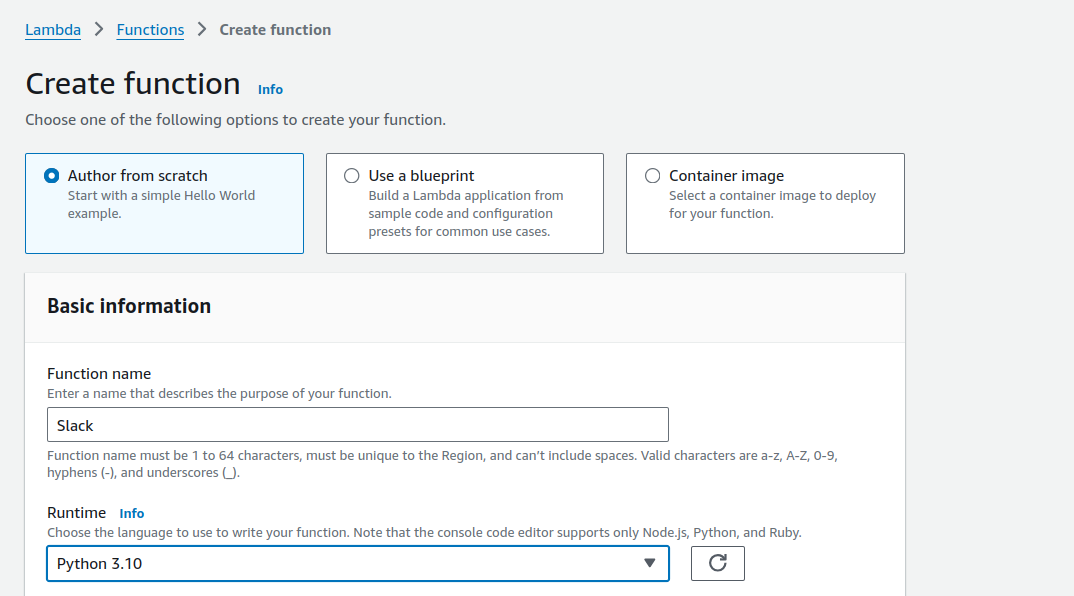 Lambda > Functions > Create function
Create function Info
Choose one of the following options to create your function.
Author from scratch
Start with a simple Hello World
example.
Use a blueprint
Build a Lambda application from
sample code and configuration
presets for common use cases.
Container image
Select a container image to deploy
for your function.
Basic information
Function name
Enter a name that describes the purpose of your function.
Slack
Function name must be 1 to 64 characters, must be unique to the Region, and can’t include spaces. Valid characters are a-z, A-Z, 0-9,
hyphens (-), and underscores (_).
Runtime Info
Choose the language to use to write your function. Note that the console code editor supports only Node.js, Python, and Ruby.
Python 3.10